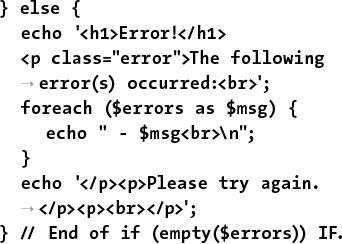 } else {
echo '<h1>Error!</h1>
<p class="error">The following
→ error(s) occurred:<br>';
foreach ($errors as $msg) {
echo " - $msg<br>\n";
}
echo '</p><p>Please try again.
→ </p><p><br></p>';
} // End of if (empty($errors)) IF.